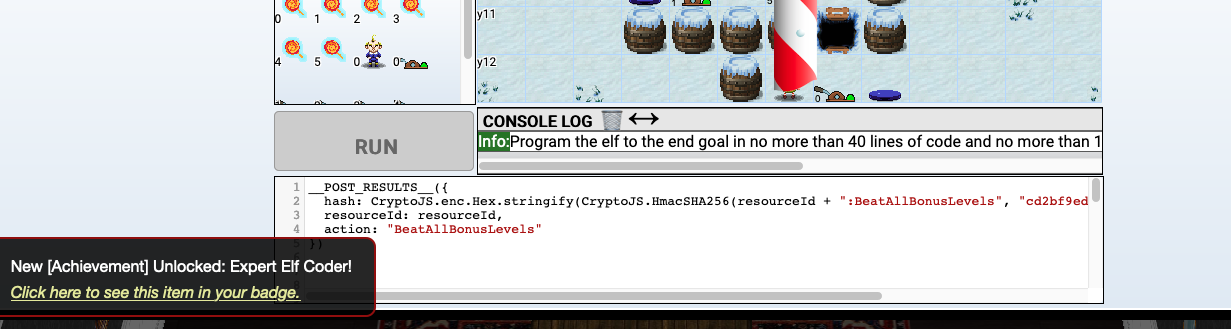 0 1 2 3
y11
4 5 0 0
y12
0
CONSOLE LOG
RUN
Info:Program the elf to the end goal in no more than 40 lines of code and no more than 1
1 __POST_RESULTS__({
2 hash: CryptoJS.enc.Hex.stringify(CryptoJS.HmacSHA256(resourceId + ":BeatAllBonusLevels", "cd2bf9ed
3 resourceId: resourceId,
4 action: "BeatAllBonusLevels"
5 })
New [Achievement] Unlocked: Expert Elf Coder!
Click here to see this item in your badge.